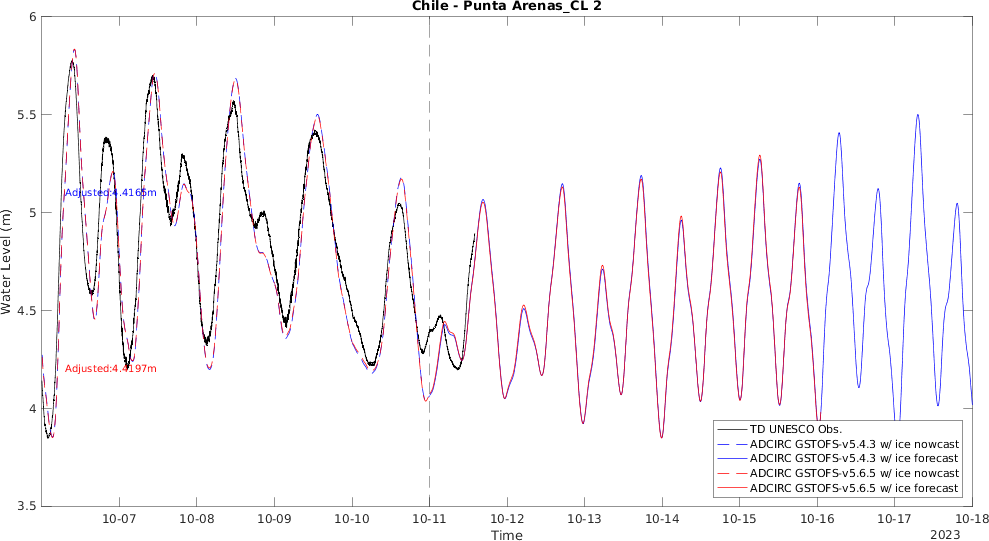 Chile - Punta Arenas_CL 2
6
5.5
5
4.5
4
3.5
Water Level (m)
Adjusted:4.4165m
Adjusted:4.4197m
TD UNESCO Obs.
ADCIRC GSTOFS-v5.4.3 w/ ice nowcast
ADCIRC GSTOFS-v5.4.3 w/ ice forecast
ADCIRC GSTOFS-v5.6.5 w/ ice nowcast
ADCIRC GSTOFS-v5.6.5 w/ ice forecast
10-07 10-08 10-09 10-10 10-11 10-12 10-13 10-14 10-15 10-16 10-17 10-18
Time
2023